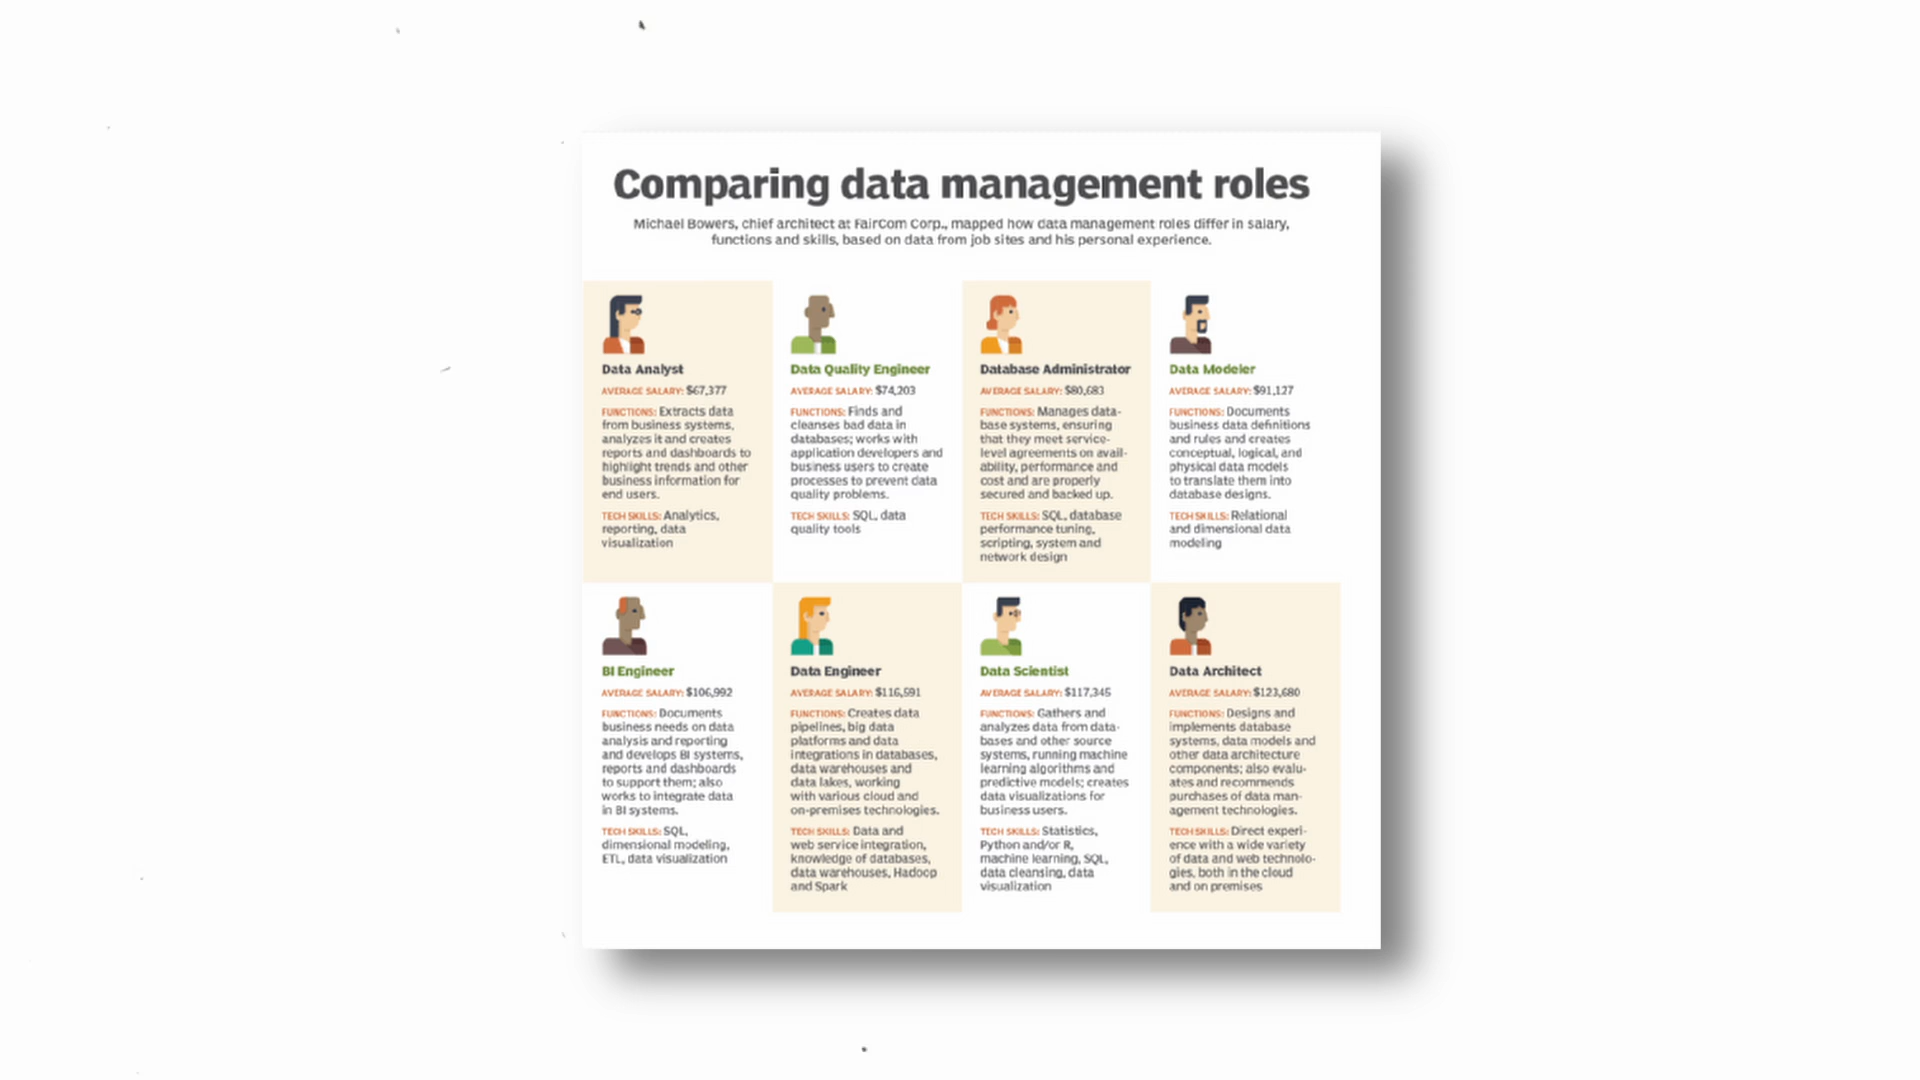 Comparing data management roles
Michael Bowers, chief architect at FairCom Corp., mapped how data management roles differ in salary,
functions and skills, based on data from job sites and his personal experience.
Data Analyst
AVERAGE SALARY: $67,377
FUNCTIONS: Extracts data
from business systems,
analyzes it and creates
reports and dashboards to
highlight trends and other
business information for
end users.
TECH SKILLS: Analytics,
reporting, data
visualization
Data Quality Engineer
AVERAGE SALARY: $74,203
FUNCTIONS: Finds and
cleanses bad data in
databases; works with
application developers and
business users to create
processes to prevent data
quality problems.
TECH SKILLS: SQL, data
quality tools
Database Administrator
AVERAGE SALARY: $80,683
FUNCTIONS: Manages data-
base systems, ensuring
that they meet service-
level agreements on avail-
ability, performance and
cost and are properly
secured and backed up.
TECH SKILLS: SQL, database
performance tuning,
scripting, system and
network design
Data Modeler
AVERAGE SALARY: $91,127
FUNCTIONS: Documents
business data definitions
and rules and creates
conceptual, logical, and
physical data models
to translate them into
database designs.
TECH SKILLS: Relational
and dimensional data
modeling
BI Engineer
AVERAGE SALARY: $106,992
FUNCTIONS: Documents
business needs on data
analysis and reporting
and develops BI systems,
reports and dashboards
to support them; also
works to integrate data
in BI systems.
TECH SKILLS: SQL,
dimensional modeling,
ETL, data visualization
Data Engineer
AVERAGE SALARY: $116,591
FUNCTIONS: Creates data
pipelines, big data
platforms and data
integrations in databases,
data warehouses and
data lakes, working
with various cloud and
on-premises technologies.
TECH SKILLS: Data and
web service integration,
knowledge of databases,
data warehouses, Hadoop
and Spark
Data Scientist
AVERAGE SALARY: $117,345
FUNCTIONS: Gathers and
analyzes data from data-
bases and other source
systems, running machine
learning algorithms and
predictive models; creates
data visualizations for
business users.
TECH SKILLS: Statistics,
Python and/or R,
machine learning, SQL,
data cleansing, data
visualization
Data Architect
AVERAGE SALARY: $123,680
FUNCTIONS: Designs and
implements database
systems, data models and
other data architecture
components; also evalu-
ates and recommends
purchases of data man-
agement technologies.
TECH SKILLS: Direct experi-
ence with a wide variety
of data and web technolo-
gies, both in the cloud
and on premises